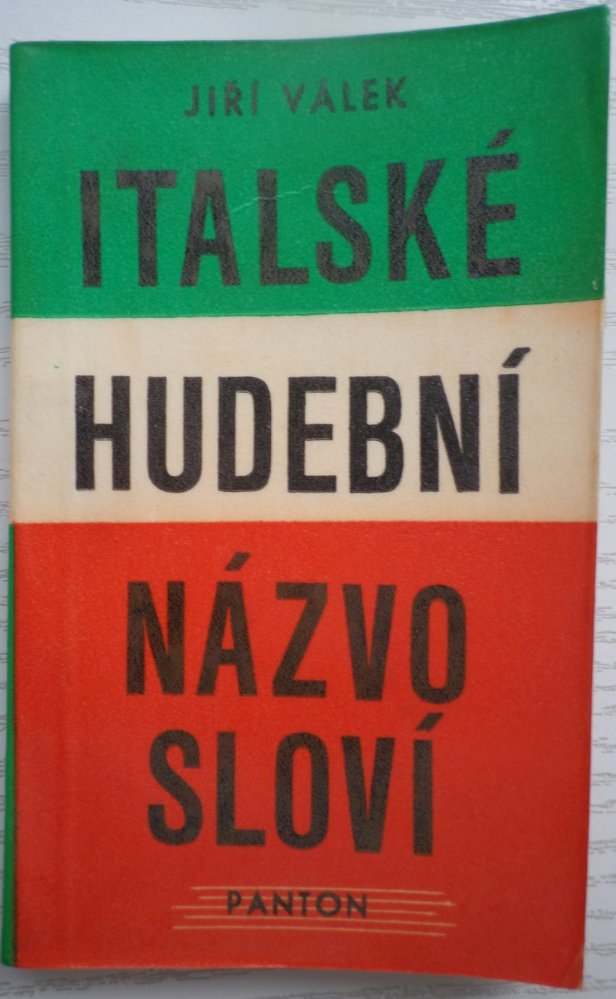 JIŘÍ VÁLEK
ITALSKÉ
HUDEBNÍ
NÁZVO
SLOVÍ
PANTON